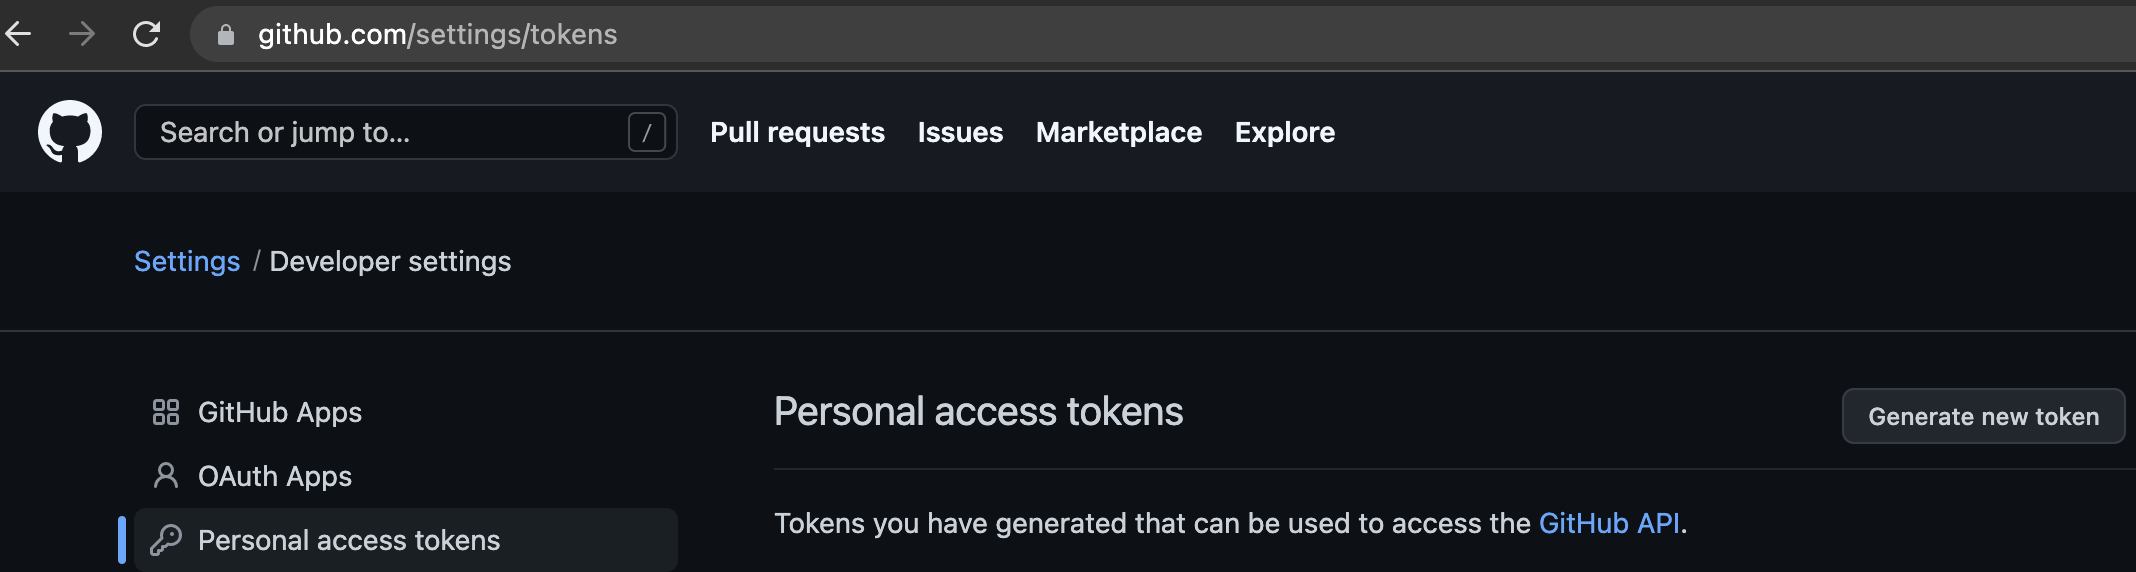 github.com/settings/tokens
Search or jump to... /
Pull requests Issues Marketplace Explore
Settings / Developer settings
GitHub Apps
OAuth Apps
Personal access tokens
Personal access tokens
Generate new token
Tokens you have generated that can be used to access the GitHub API.